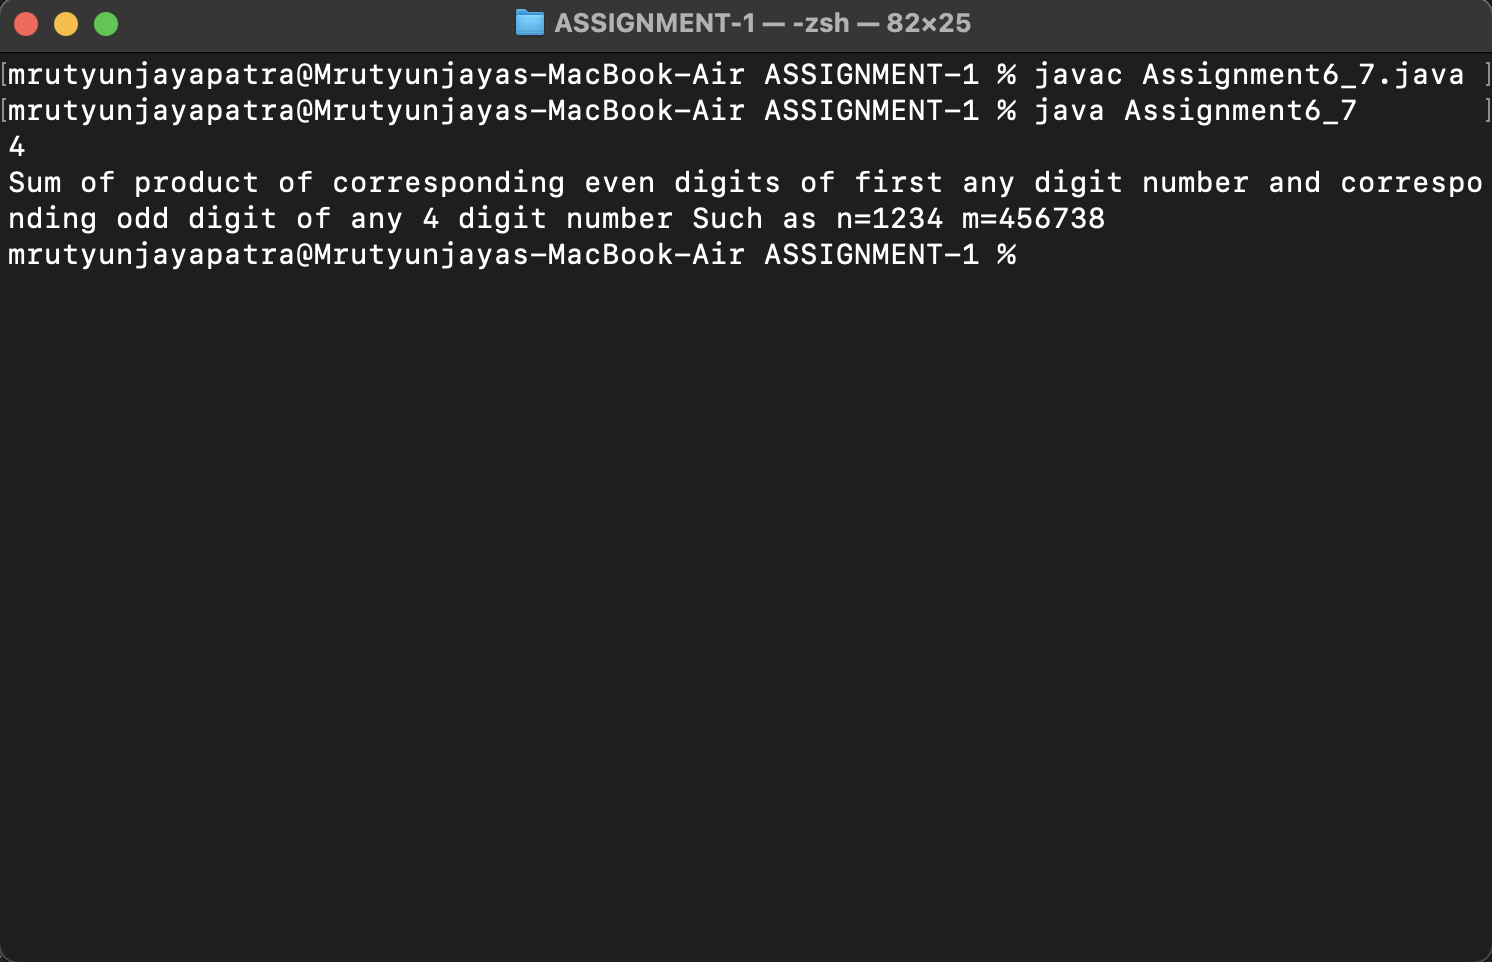 ASSIGNMENT-1 — -zsh — 82×25
[mrutyunjayapatra@Mrutyunjayas-MacBook-Air ASSIGNMENT-1 % javac Assignment6_7.java ]
[mrutyunjayapatra@Mrutyunjayas-MacBook-Air ASSIGNMENT-1 % java Assignment6_7 ]
4
Sum of product of corresponding even digits of first any digit number and correspo
nding odd digit of any 4 digit number Such as n=1234 m=456738
mrutyunjayapatra@Mrutyunjayas-MacBook-Air ASSIGNMENT-1 %